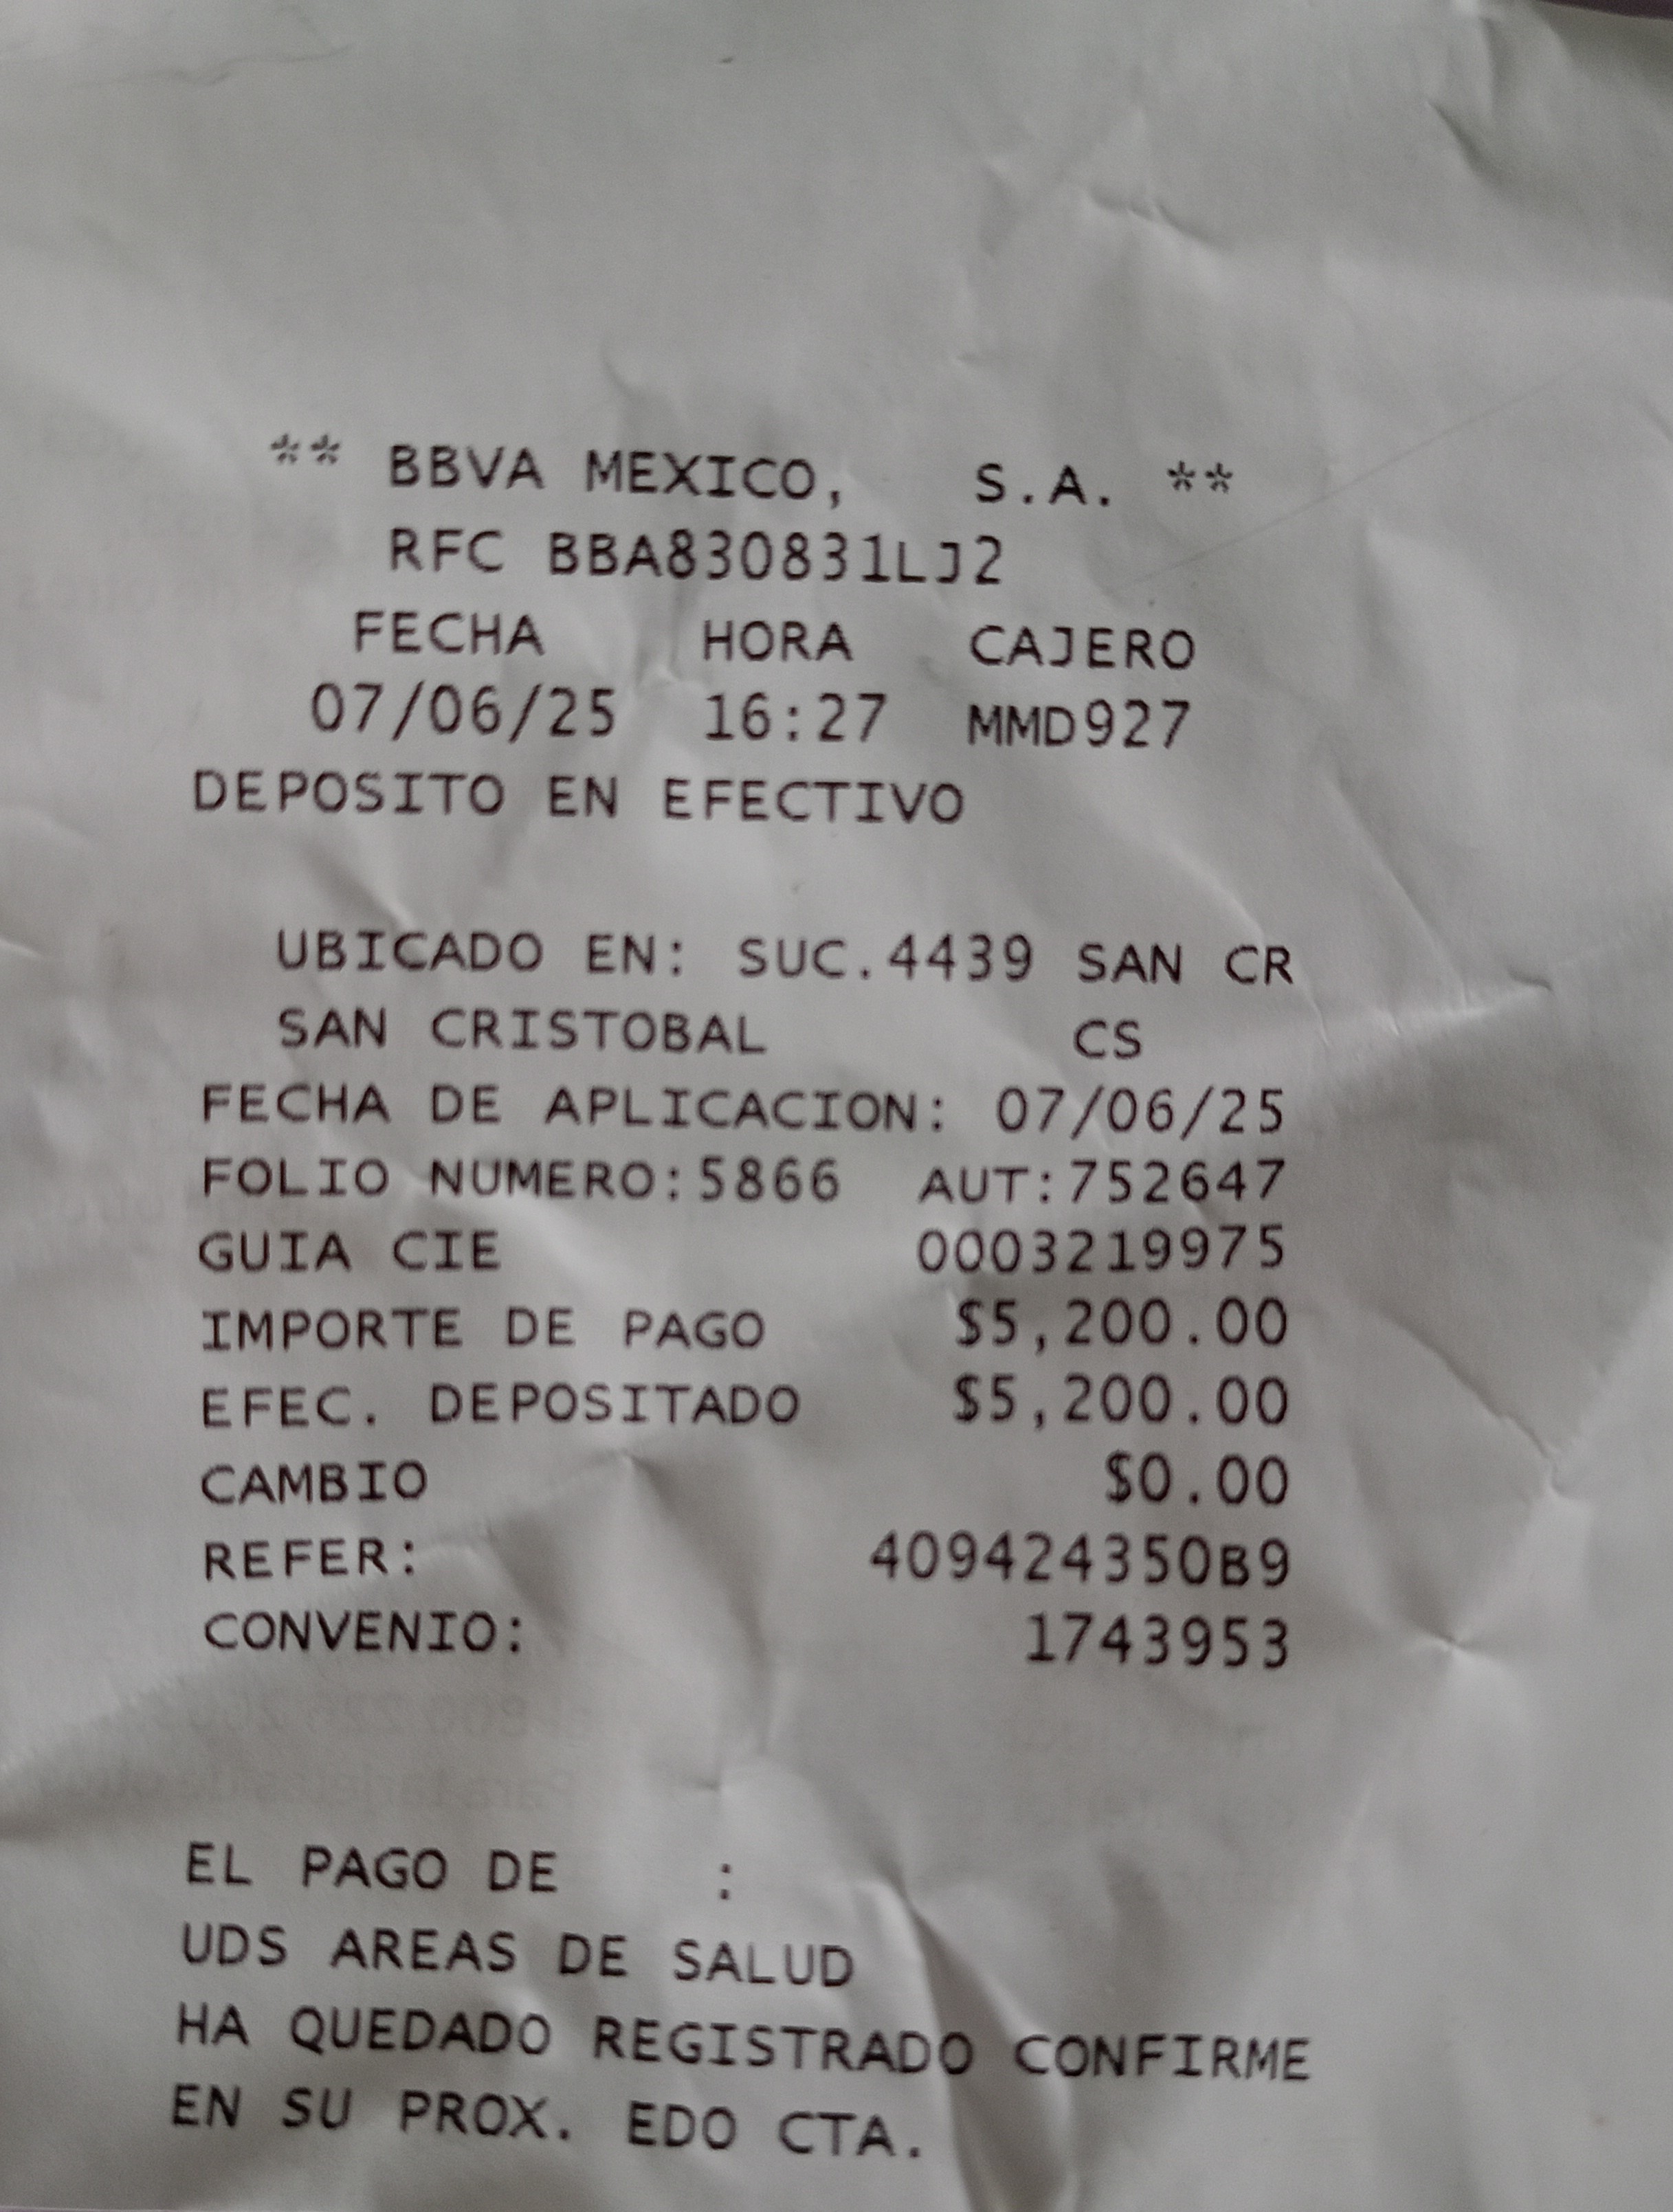 ** BBVA MEXICO, S.A. **
RFC BBA830831LJ2
FECHA HORA CAJERO
07/06/25 16:27 MMD927
DEPOSITO EN EFECTIVO
UBICADO EN: SUC.4439 SAN CR
SAN CRISTOBAL CS
FECHA DE APLICACION: 07/06/25
FOLIO NUMERO:5866 AUT:752647
GUIA CIE 0003219975
IMPORTE DE PAGO $5,200.00
EFEC. DEPOSITADO $5,200.00
CAMBIO $0.00
REFER: 409424350B9
CONVENIO: 1743953
EL PAGO DE :
UDS AREAS DE SALUD
HA QUEDADO REGISTRADO CONFIRME
EN SU PROX. EDO CTA.